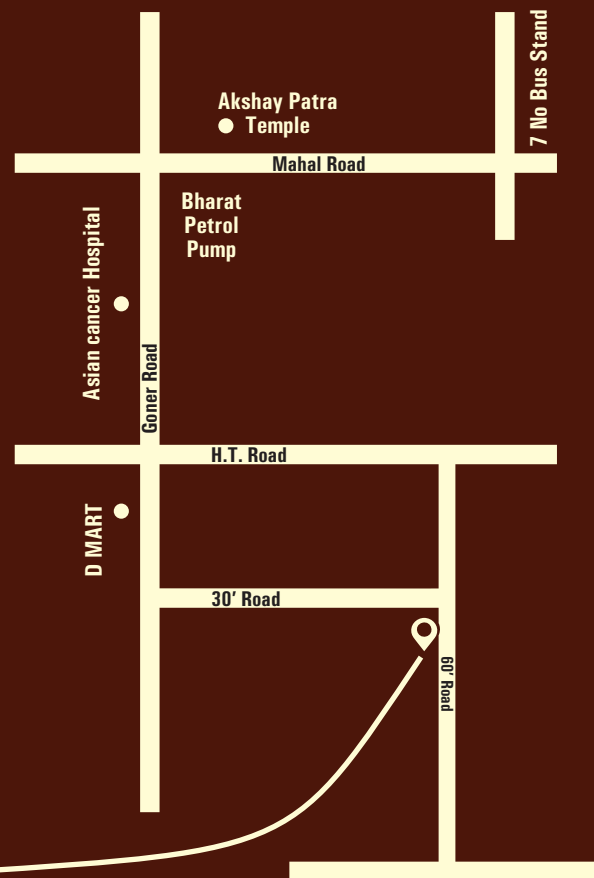 7 No Bus Stand
Akshay Patra
Temple
Mahal Road
Bharat
Petrol
Pump
Asian cancer Hospital
Goner Road
H.T. Road
D MART
30' Road
60' Road